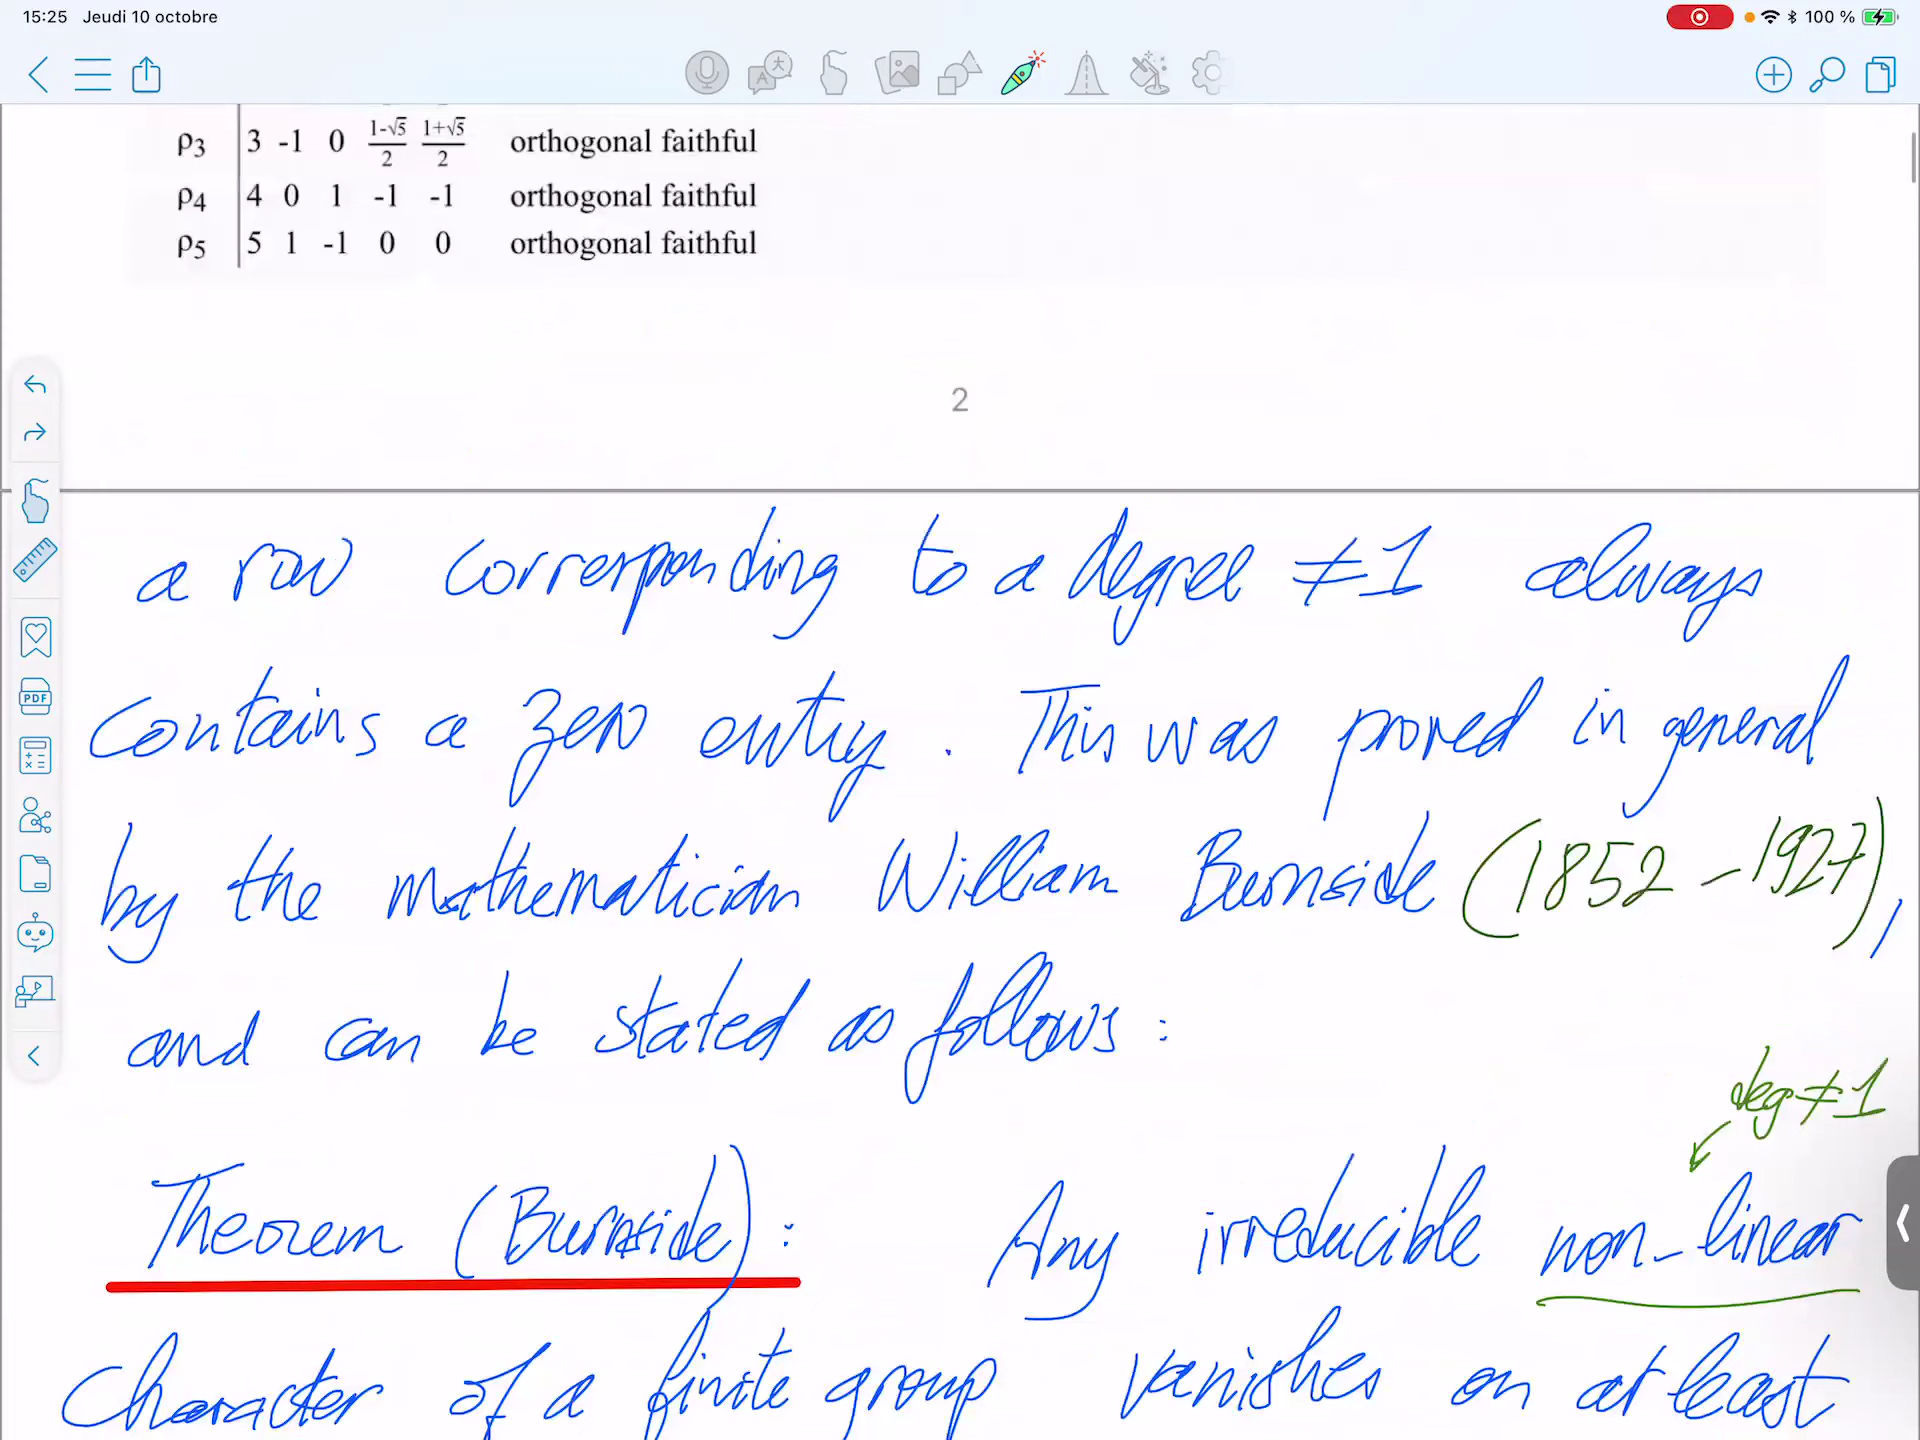 15:25 Jeudi 10 octobre 100 %
ρ3 3 -1 0 1-√5/2 1+√5/2 orthogonal faithful
ρ4 4 0 1 -1 -1 orthogonal faithful
ρ5 5 1 -1 0 0 orthogonal faithful
2
a row corresponding to a degree ≠ 1 always
contains a zero entry. This was proved in general
by the mathematician William Burnside (1852 - 1927),
and can be stated as follows:
deg ≠ 1
Theorem (Burnside): Any irreducible non-linear
character of a finite group vanishes on at least
PDF